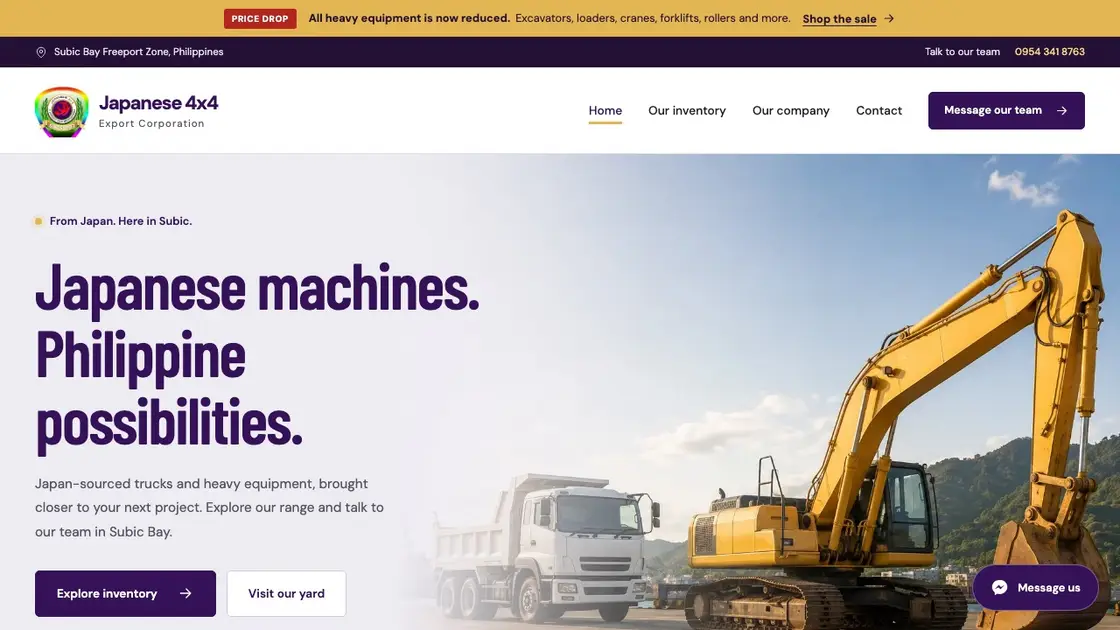 PRICE DROP All heavy equipment is now reduced. Excavators, loaders, cranes, forklifts, rollers and more. Shop the sale →
Subic Bay Freeport Zone, Philippines
Talk to our team 0954 341 8763
Japanese 4x4
Export Corporation
Home Our inventory Our company Contact Message our team →
From Japan. Here in Subic.
Japanese machines.
Philippine
possibilities.
Japan-sourced trucks and heavy equipment, brought
closer to your next project. Explore our range and talk to
our team in Subic Bay.
Explore inventory → Visit our yard
Message us